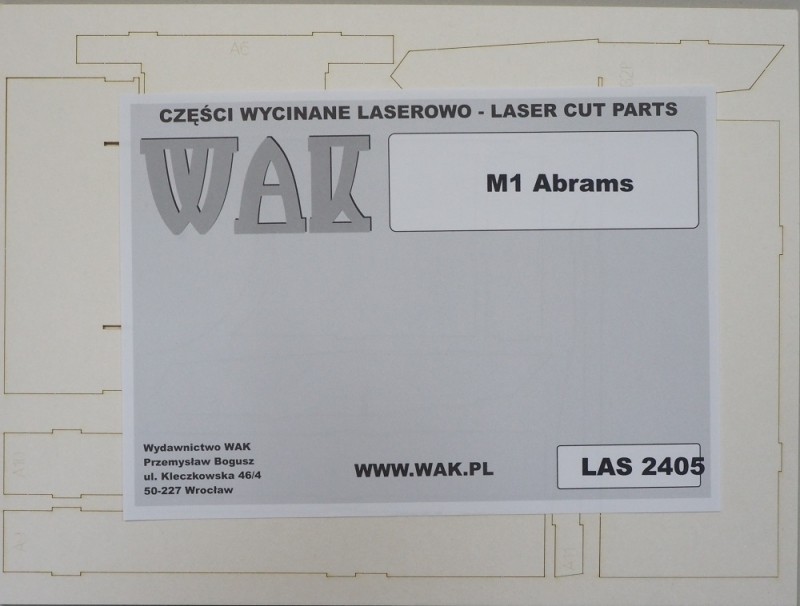 A6
CZĘŚCI WYCINANE LASEROWO - LASER CUT PARTS
WAK
M1 Abrams
Wydawnictwo WAK
Przemysław Bogusz
ul. Kleczkowska 46/4
50-227 Wrocław
WWW.WAK.PL
LAS 2405